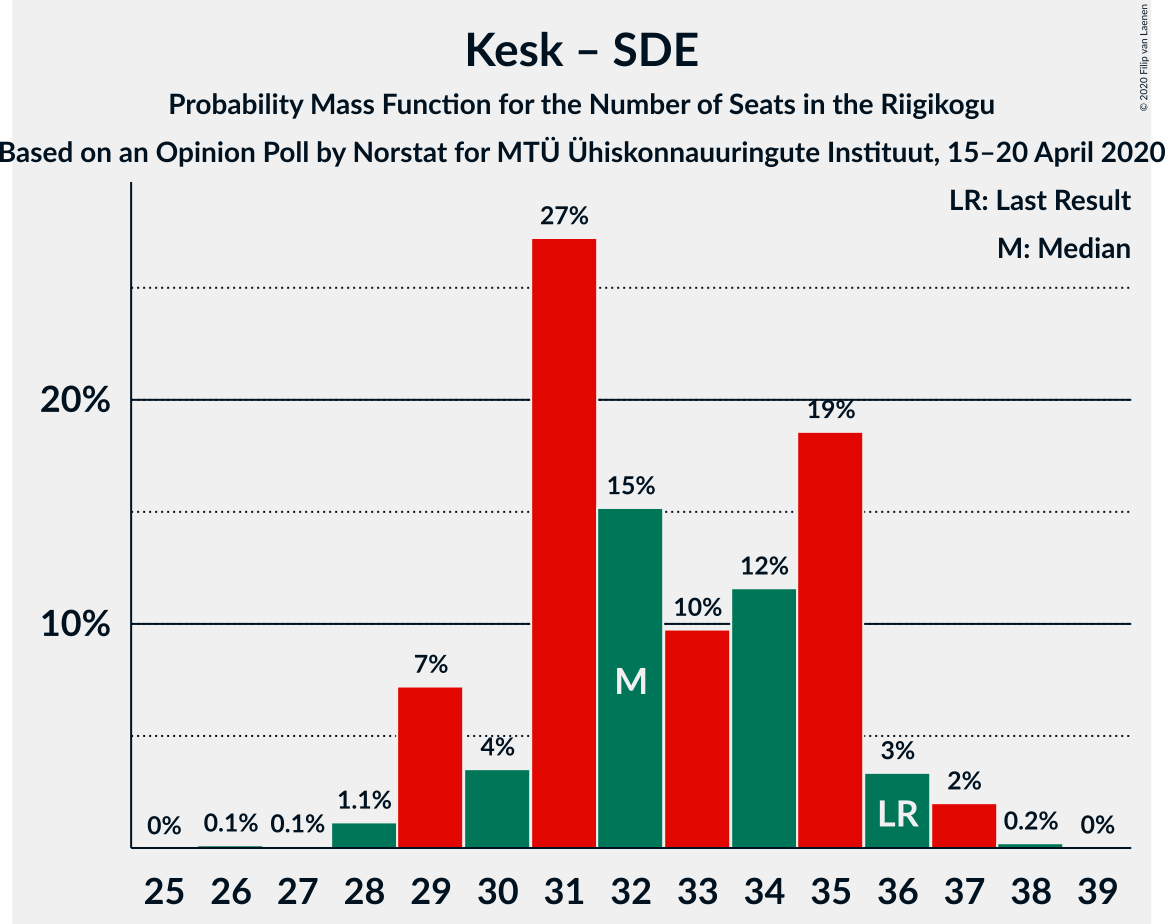 Kesk – SDE
Probability Mass Function for the Number of Seats in the Riigikogu
Based on an Opinion Poll by Norstat for MTÜ Ühiskonnauuringute Instituut, 15–20 April 2020
© 2020 Filip van Laenen
LR: Last Result
M: Median
27%
20%
19%
15%
12%
10%
10%
7%
M
4%
3%
2%
1.1%
LR
0%
0.1%
0.1%
0.2%
0%
25 26 27 28 29 30 31 32 33 34 35 36 37 38 39